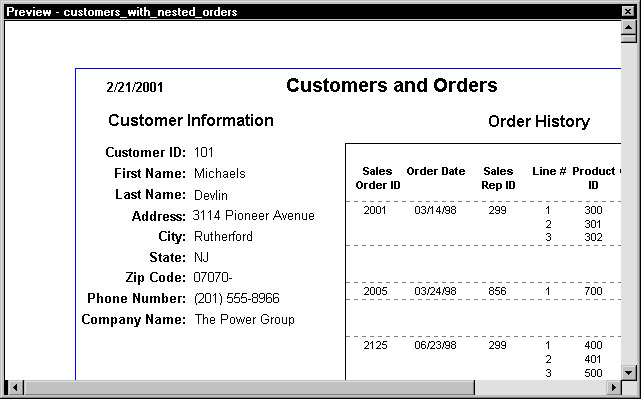 Preview - customers_with_nested_orders
2/21/2001 Customers and Orders
Customer Information
Customer ID: 101
First Name: Michaels
Last Name: Devlin
Address: 3114 Pioneer Avenue
City: Rutherford
State: NJ
Zip Code: 07070-
Phone Number: (201) 555-8966
Company Name: The Power Group
Order History
Sales Order Date Sales Line # Product
Order ID Rep ID ID
2001 03/14/98 299 1 300
2 301
3 302
2005 03/24/98 856 1 700
2125 06/23/98 299 1 400
2 401
3 500